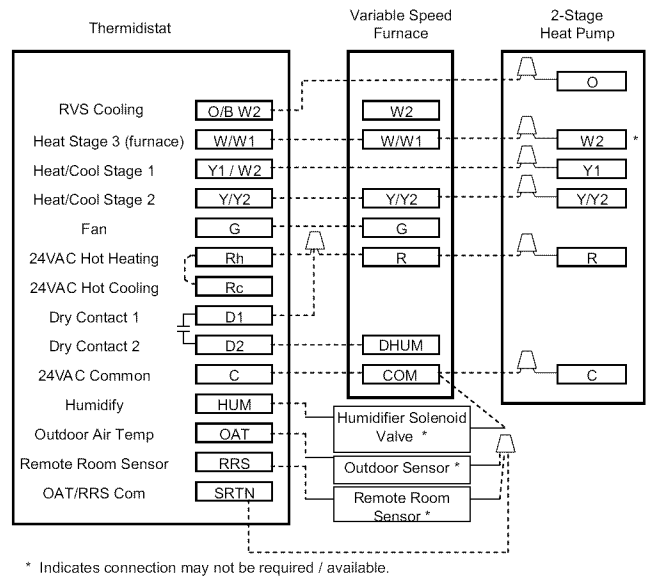 Thermidistat
Variable Speed
Furnace
2-Stage
Heat Pump
O
RVS Cooling O/B W2 W2
Heat Stage 3 (furnace) W/W1 W/W1 W2 *
Heat/Cool Stage 1 Y1 / W2 Y1
Heat/Cool Stage 2 Y/Y2 Y/Y2 Y/Y2
Fan G G
24VAC Hot Heating Rh R R
24VAC Hot Cooling Rc
Dry Contact 1 D1
Dry Contact 2 D2 DHUM
24VAC Common C COM C
Humidify HUM
Humidifier Solenoid
Valve *
Outdoor Air Temp OAT
Outdoor Sensor *
Remote Room Sensor RRS
Remote Room
Sensor *
OAT/RRS Com SRTN
* Indicates connection may not be required / available.